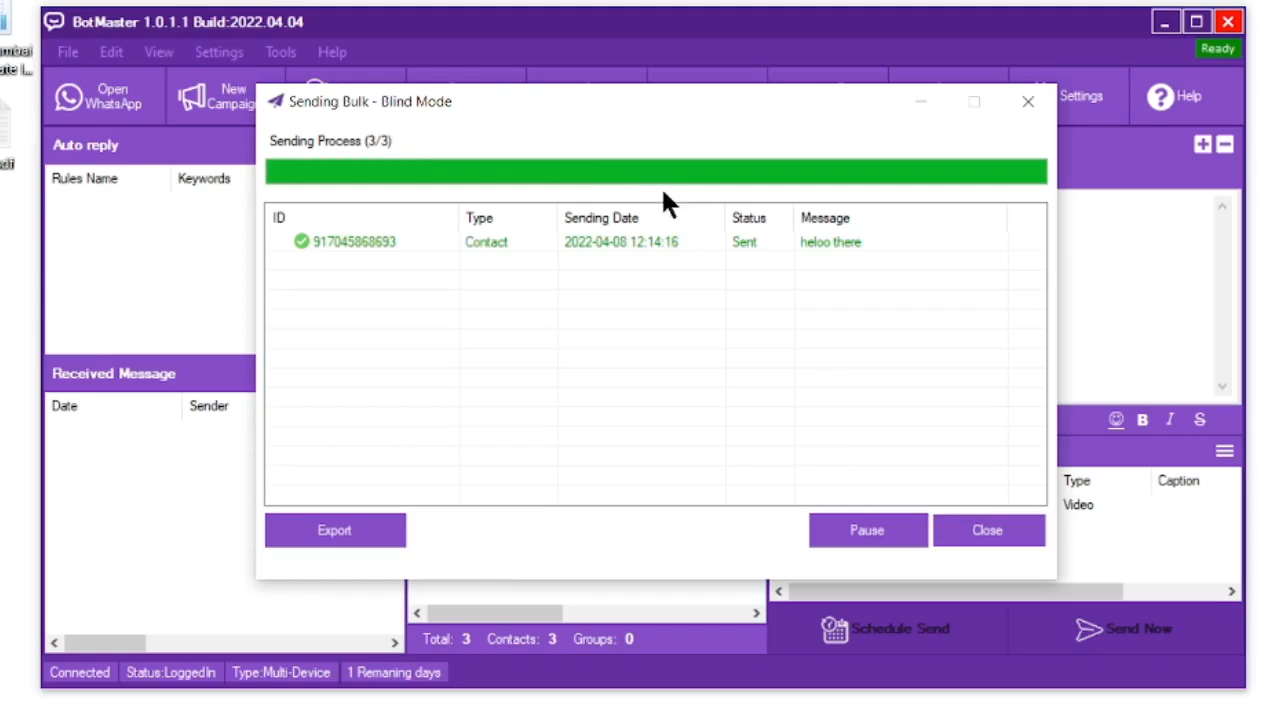 BotMaster 1.0.1.1 Build:2022.04.04
File Edit View Settings Tools Help
Ready
Open WhatsApp
New
Settings
Help
Auto reply
Rules Name Keywords
Sending Bulk - Blind Mode
Sending Process (3/3)
ID Type Sending Date Status Message
917045868693 Contact 2022-04-08 12:14:16 Sent heloo there
Export Pause Close
Received Message
Date Sender
B I S
Type Caption
Video
Total: 3 Contacts: 3 Groups: 0
Schedule Send
Send Now
Connected Status:LoggedIn Type:Multi-Device 1 Remaning days